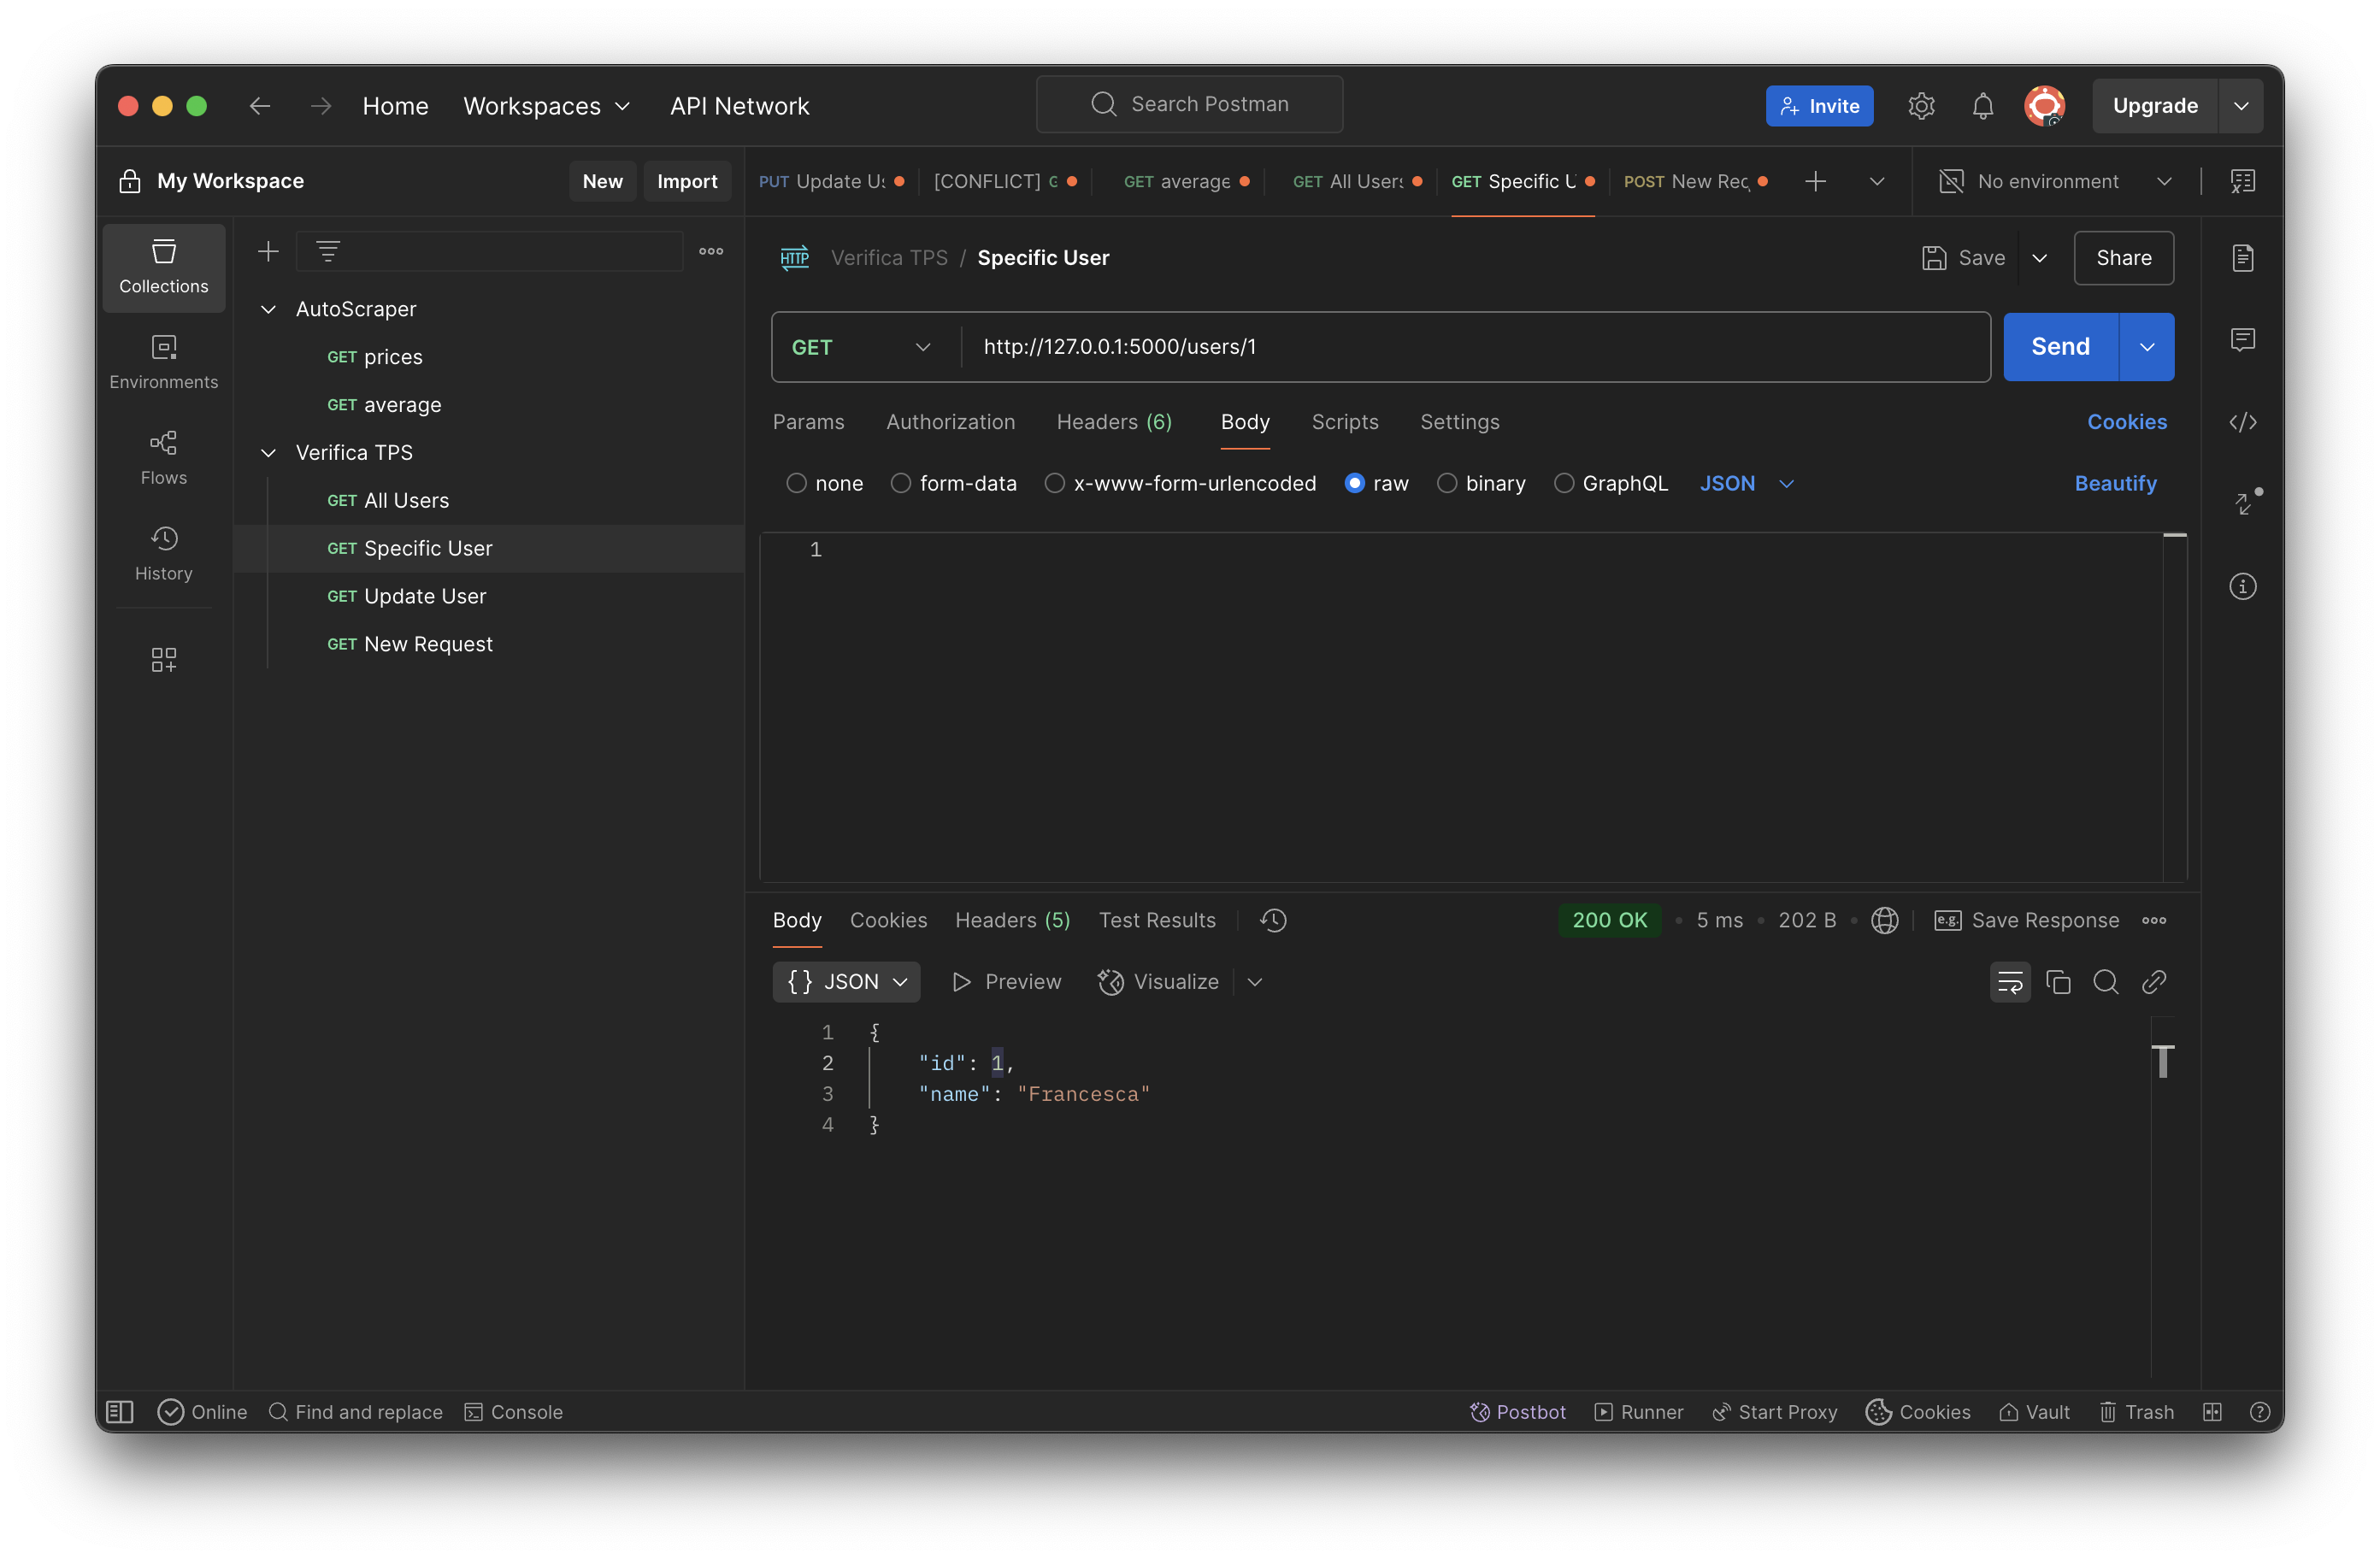 Home Workspaces API Network Search Postman Invite Upgrade
My Workspace New Import
PUT Update Us [CONFLICT] G GET average GET All Users GET Specific U POST New Req No environment
Collections
Environments
Flows
History
AutoScraper
GET prices
GET average
Verifica TPS
GET All Users
GET Specific User
GET Update User
GET New Request
HTTP Verifica TPS / Specific User Save Share
GET http://127.0.0.1:5000/users/1 Send
Params Authorization Headers (6) Body Scripts Settings Cookies
none form-data x-www-form-urlencoded raw binary GraphQL JSON Beautify
1
Body Cookies Headers (5) Test Results 200 OK • 5 ms • 202 B • e.g. Save Response
{} JSON Preview Visualize
1 {
2 "id": 1,
3 "name": "Francesca"
4 }
Online Find and replace Console Postbot Runner Start Proxy Cookies Vault Trash